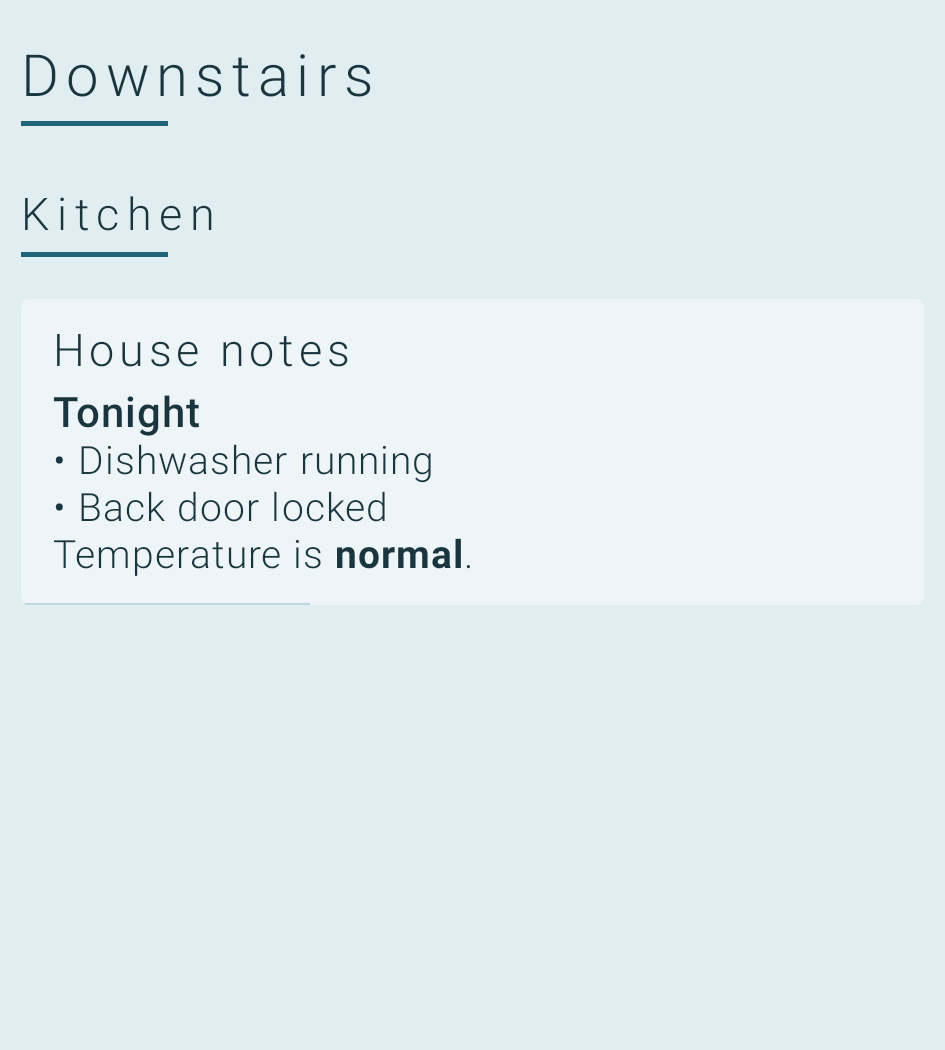 Downstairs
Kitchen
House notes
Tonight
• Dishwasher running
• Back door locked
Temperature is normal.